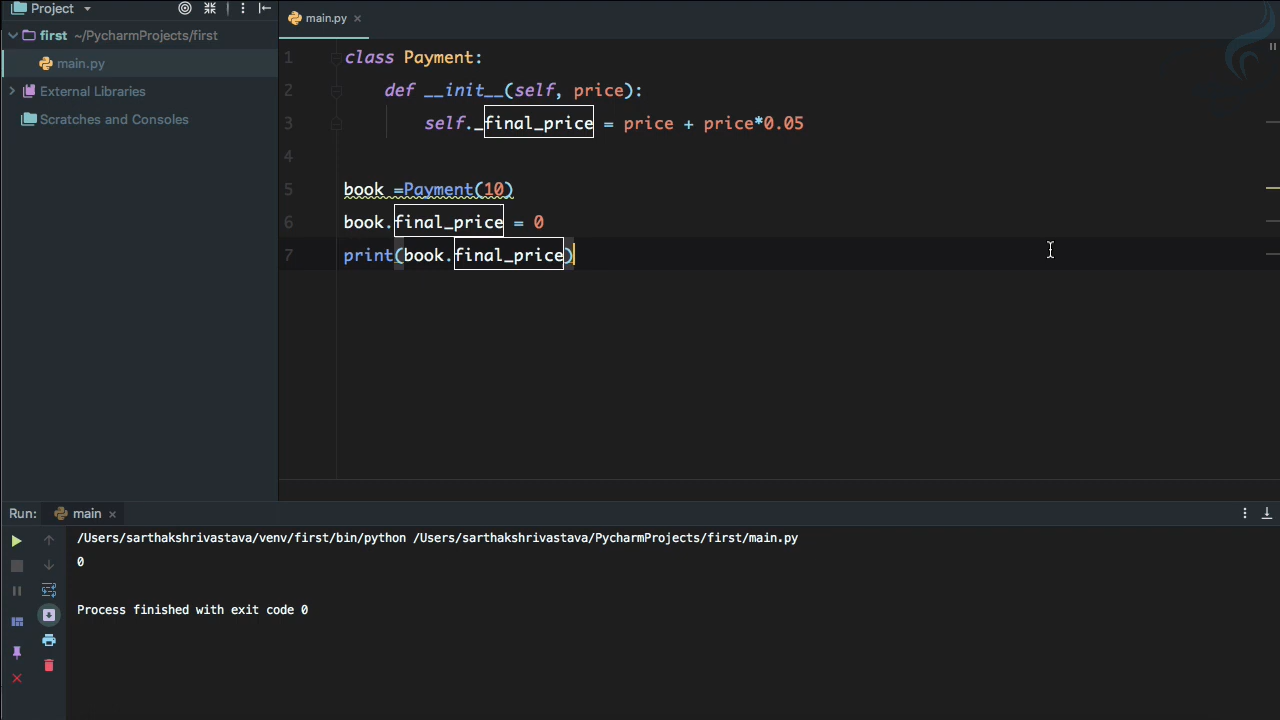 Project
main.py
first ~/PycharmProjects/first
main.py
External Libraries
Scratches and Consoles
1 class Payment:
2 def __init__(self, price):
3 self._final_price = price + price*0.05
4
5 book =Payment(10)
6 book.final_price = 0
7 print(book.final_price)
Run: main
/Users/sarthakshrivastava/venv/first/bin/python /Users/sarthakshrivastava/PycharmProjects/first/main.py
0
Process finished with exit code 0